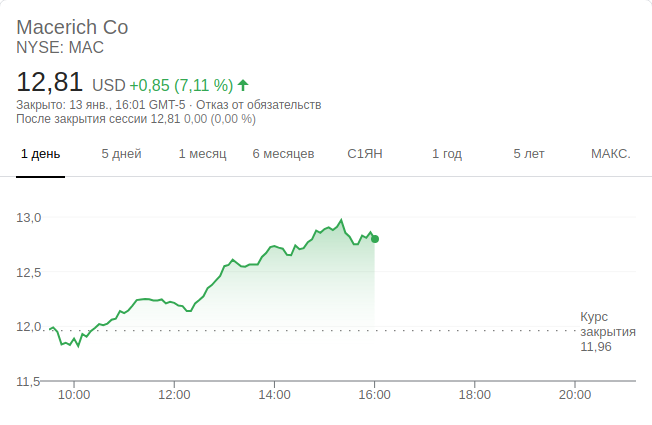 Macerich Co
NYSE: MAC
12,81 USD +0,85 (7,11 %)
Закрыто: 13 янв., 16:01 GMT-5 · Отказ от обязательств
После закрытия сессии 12,81 0,00 (0,00 %)
1 день 5 дней 1 месяц 6 месяцев С1ЯН 1 год 5 лет МАКС.
13,0
12,5
12,0
Курс
закрытия
11,96
11,5
10:00 12:00 14:00 16:00 18:00 20:00